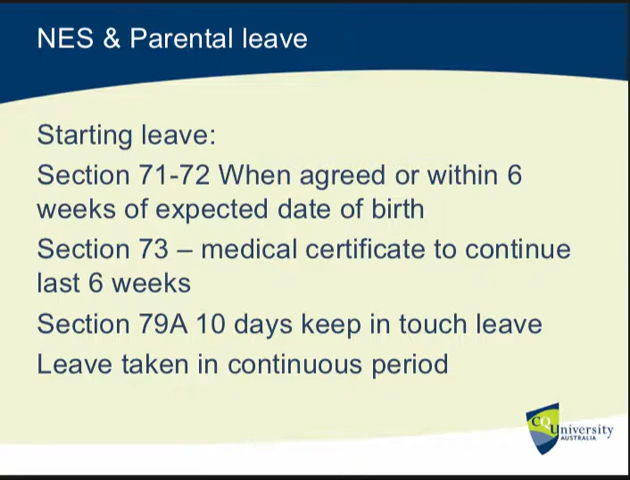 NES & Parental leave
Starting leave:
Section 71-72 When agreed or within 6
weeks of expected date of birth
Section 73 – medical certificate to continue
last 6 weeks
Section 79A 10 days keep in touch leave
Leave taken in continuous period
CQUniversity
AUSTRALIA